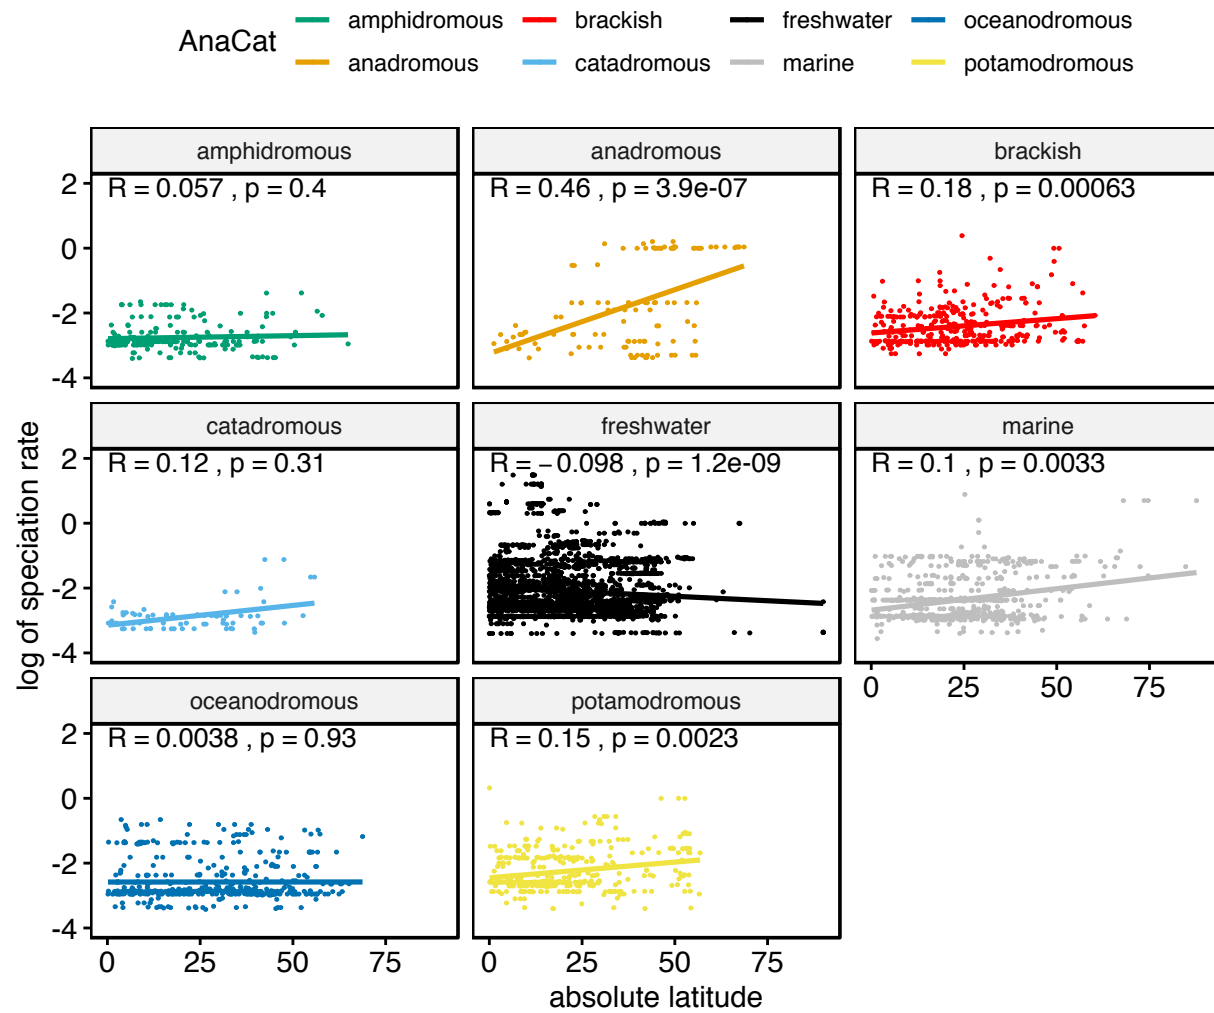 AnaCat
amphidromous brackish freshwater oceanodromous
anadromous catadromous marine potamodromous
amphidromous anadromous brackish
R = 0.057 , p = 0.4 R = 0.46 , p = 3.9e-07 R = 0.18 , p = 0.00063
2
0
-2
-4
catadromous freshwater marine
R = 0.12 , p = 0.31 R = −0.098 , p = 1.2e-09 R = 0.1 , p = 0.0033
2
0
-2
-4
0 25 50 75
oceanodromous potamodromous
R = 0.0038 , p = 0.93 R = 0.15 , p = 0.0023
2
0
-2
-4
0 25 50 75 0 25 50 75
log of speciation rate
absolute latitude